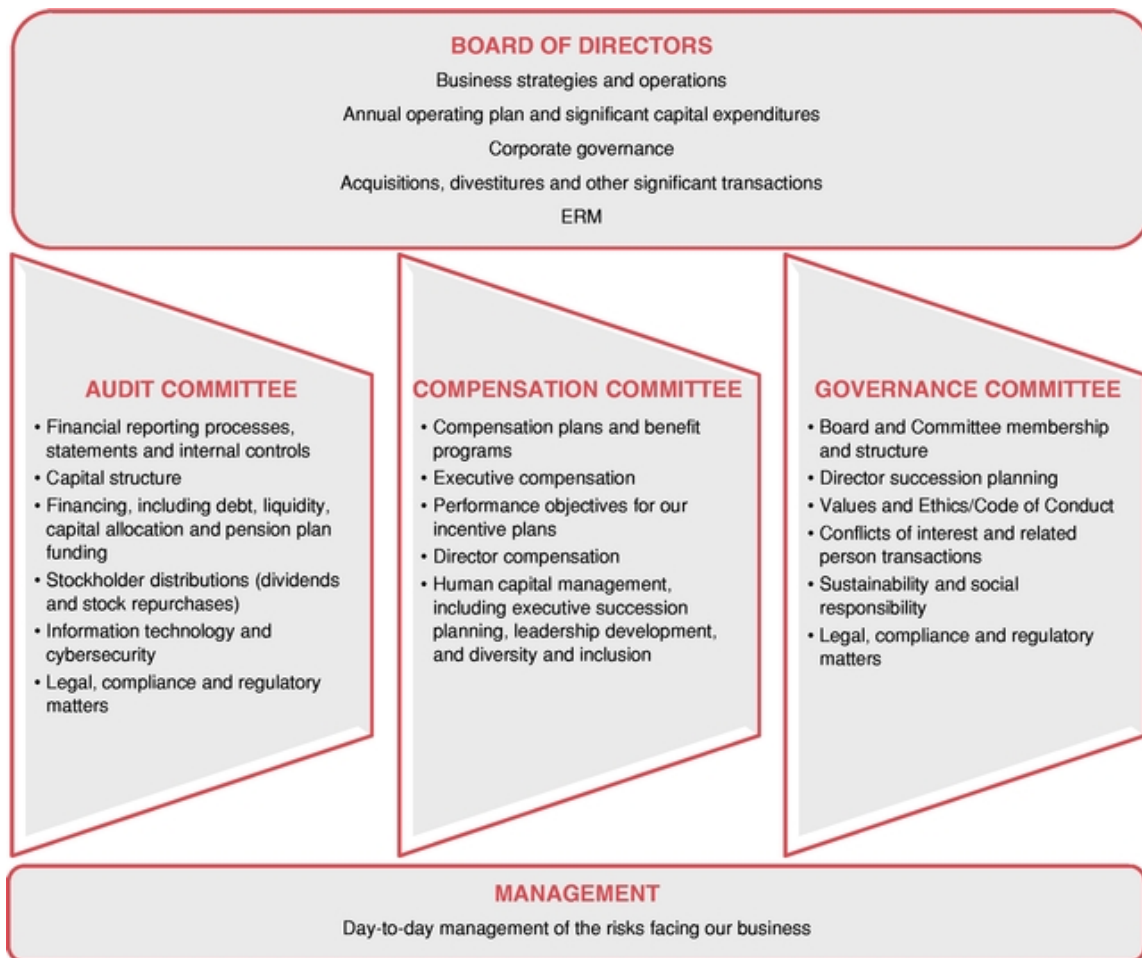 BOARD OF DIRECTORS
Business strategies and operations
Annual operating plan and significant capital expenditures
Corporate governance
Acquisitions, divestitures and other significant transactions
ERM
AUDIT COMMITTEE
• Financial reporting processes,
statements and internal controls
• Capital structure
• Financing, including debt, liquidity,
capital allocation and pension plan
funding
• Stockholder distributions (dividends
and stock repurchases)
• Information technology and
cybersecurity
• Legal, compliance and regulatory
matters
COMPENSATION COMMITTEE
• Compensation plans and benefit
programs
• Executive compensation
• Performance objectives for our
incentive plans
• Director compensation
• Human capital management,
including executive succession
planning, leadership development,
and diversity and inclusion
GOVERNANCE COMMITTEE
• Board and Committee membership
and structure
• Director succession planning
• Values and Ethics/Code of Conduct
• Conflicts of interest and related
person transactions
• Sustainability and social
responsibility
• Legal, compliance and regulatory
matters
MANAGEMENT
Day-to-day management of the risks facing our business